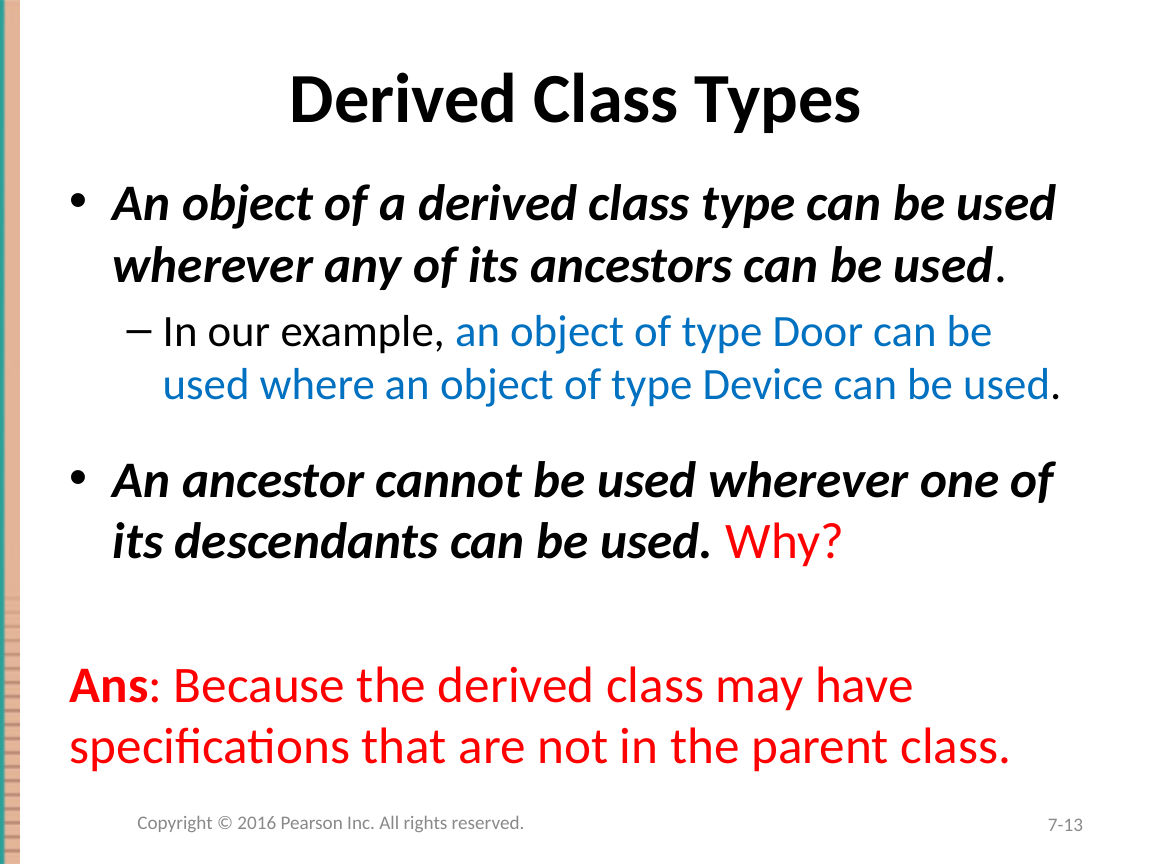 Derived Class Types
• An object of a derived class type can be used
wherever any of its ancestors can be used.
– In our example, an object of type Door can be
used where an object of type Device can be used.
• An ancestor cannot be used wherever one of
its descendants can be used. Why?
Ans: Because the derived class may have
specifications that are not in the parent class.
Copyright © 2016 Pearson Inc. All rights reserved.
7-13